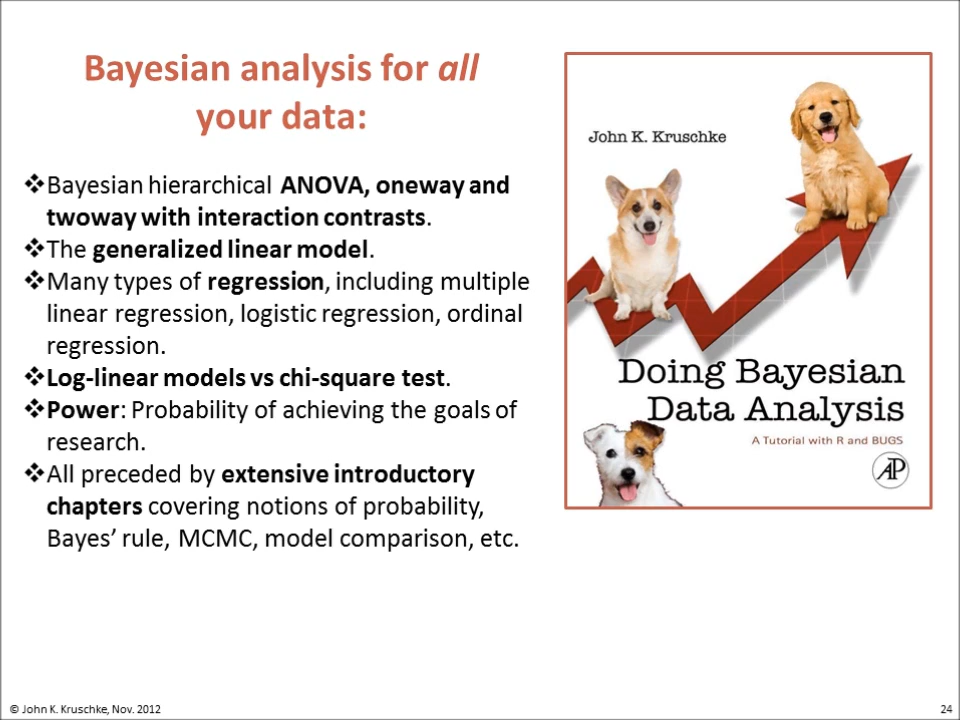 Bayesian analysis for all
your data:
❖Bayesian hierarchical ANOVA, oneway and
twoway with interaction contrasts.
❖The generalized linear model.
❖Many types of regression, including multiple
linear regression, logistic regression, ordinal
regression.
❖Log-linear models vs chi-square test.
❖Power: Probability of achieving the goals of
research.
❖All preceded by extensive introductory
chapters covering notions of probability,
Bayes’ rule, MCMC, model comparison, etc.
John K. Kruschke
Doing Bayesian
Data Analysis
A Tutorial with R and BUGS
AP
© John K. Kruschke, Nov. 2012
24